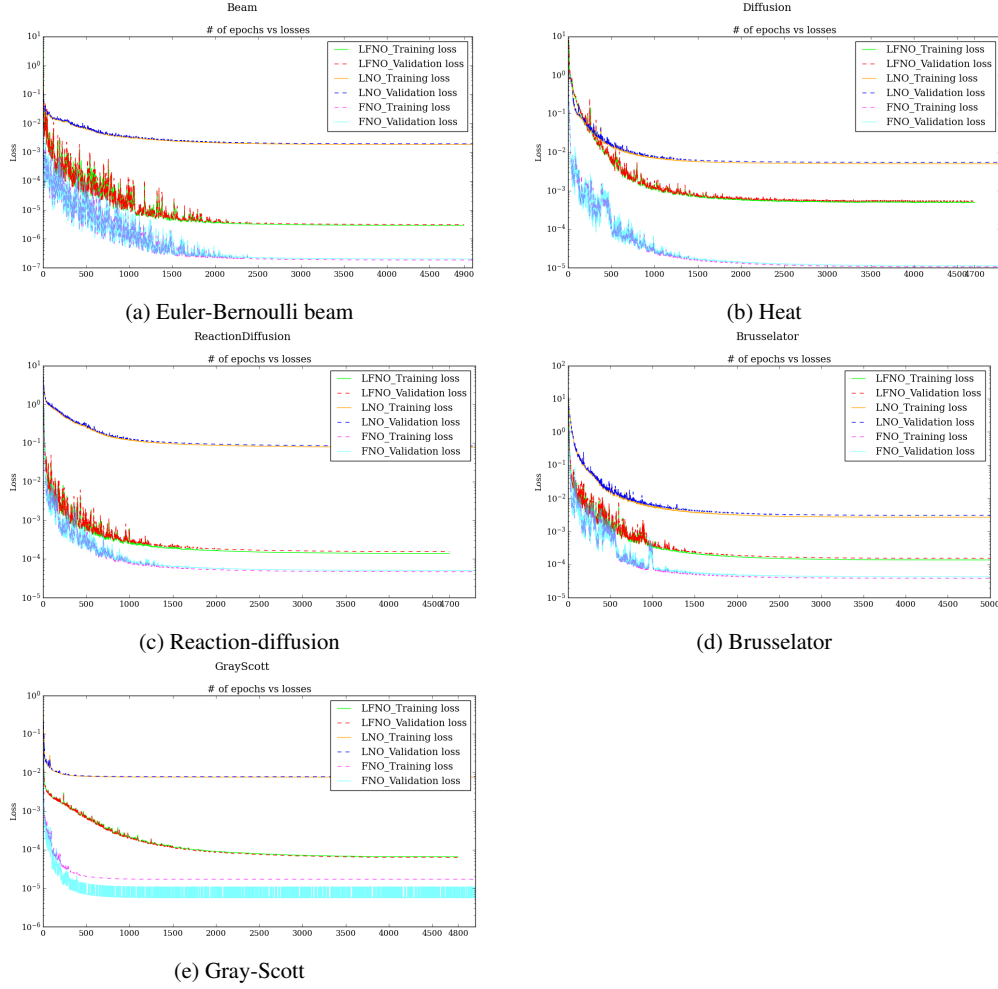 Beam
# of epochs vs losses
10^1
10^0
10^-1
10^-2
10^-3
10^-4
10^-5
10^-6
10^-7
Loss
LFNO_Training loss
LFNO_Validation loss
LNO_Training loss
LNO_Validation loss
FNO_Training loss
FNO_Validation loss
0 500 1000 1500 2000 2500 3000 3500 4000 4500 4900
(a) Euler-Bernoulli beam
Diffusion
# of epochs vs losses
10^1
10^0
10^-1
10^-2
10^-3
10^-4
10^-5
Loss
LFNO_Training loss
LFNO_Validation loss
LNO_Training loss
LNO_Validation loss
FNO_Training loss
FNO_Validation loss
0 500 1000 1500 2000 2500 3000 3500 4000 4500 4700
(b) Heat
ReactionDiffusion
# of epochs vs losses
10^1
10^0
10^-1
10^-2
10^-3
10^-4
10^-5
Loss
LFNO_Training loss
LFNO_Validation loss
LNO_Training loss
LNO_Validation loss
FNO_Training loss
FNO_Validation loss
0 500 1000 1500 2000 2500 3000 3500 4000 4500 4700
(c) Reaction-diffusion
Brusselator
# of epochs vs losses
10^2
10^1
10^0
10^-1
10^-2
10^-3
10^-4
10^-5
Loss
LFNO_Training loss
LFNO_Validation loss
LNO_Training loss
LNO_Validation loss
FNO_Training loss
FNO_Validation loss
0 500 1000 1500 2000 2500 3000 3500 4000 4500 5000
(d) Brusselator
GrayScott
# of epochs vs losses
10^0
10^-1
10^-2
10^-3
10^-4
10^-5
10^-6
Loss
LFNO_Training loss
LFNO_Validation loss
LNO_Training loss
LNO_Validation loss
FNO_Training loss
FNO_Validation loss
0 500 1000 1500 2000 2500 3000 3500 4000 4500 4800
(e) Gray-Scott